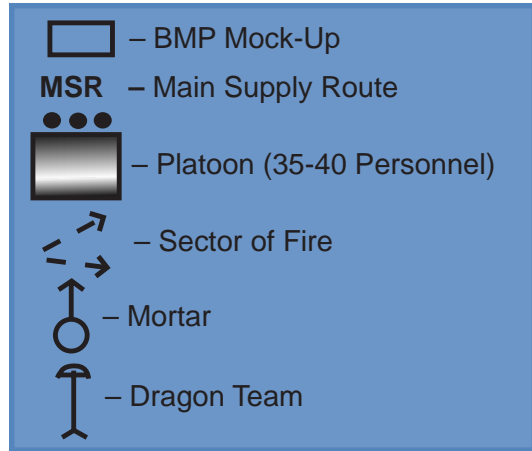 – BMP Mock-Up
MSR – Main Supply Route
– Platoon (35-40 Personnel)
– Sector of Fire
– Mortar
– Dragon Team